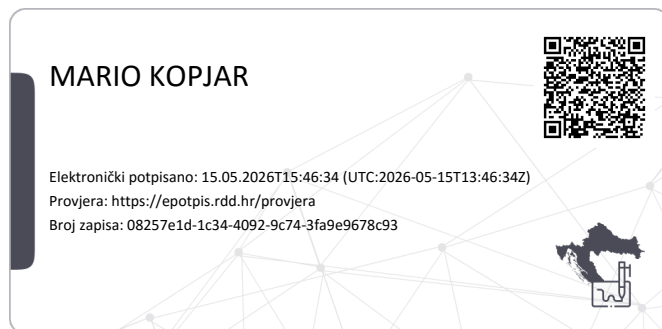 MARIO KOPJAR
Elektronički potpisano: 15.05.2026T15:46:34 (UTC:2026-05-15T13:46:34Z)
Provjera: https://epotpis.rdd.hr/provjera
Broj zapisa: 08257e1d-1c34-4092-9c74-3fa9e9678c93